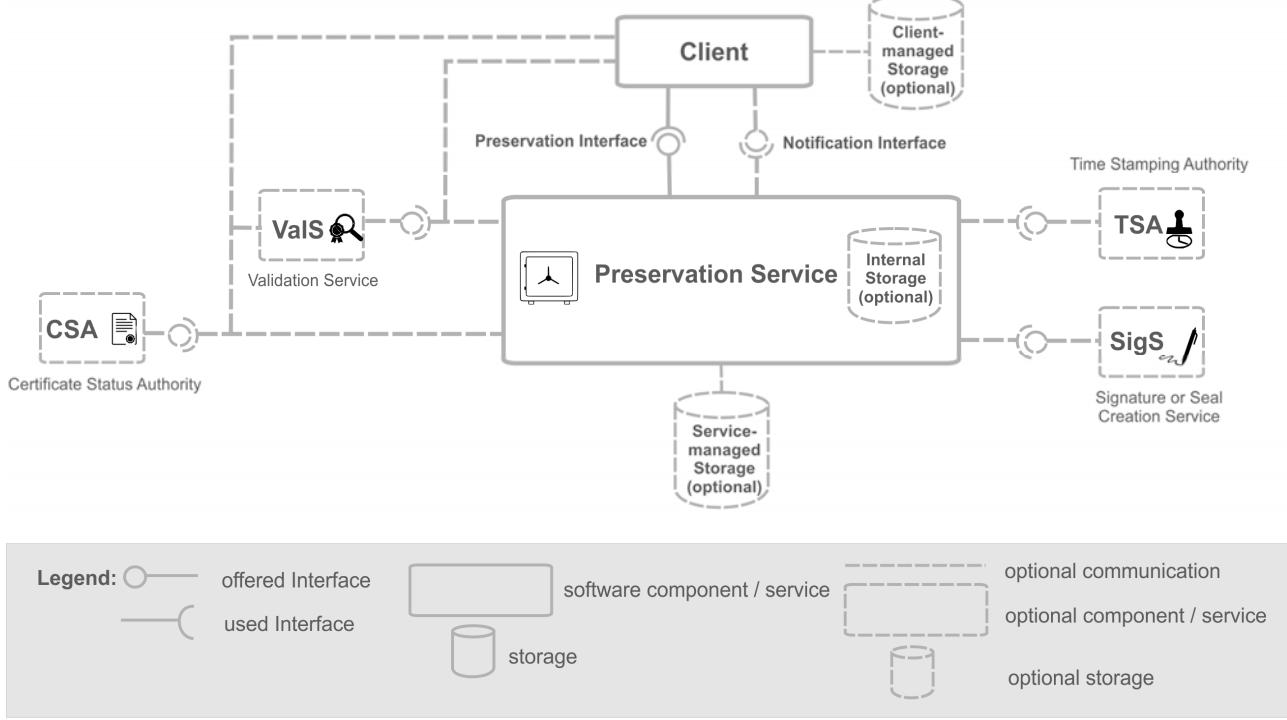 Client
Client-
managed
Storage
(optional)
Preservation Interface
Notification Interface
Time Stamping Authority
ValS
TSA
Validation Service
Preservation Service
Internal
Storage
(optional)
CSA
SigS
Certificate Status Authority
Signature or Seal
Creation Service
Service-
managed
Storage
(optional)
Legend:
offered Interface
used Interface
software component / service
storage
optional communication
optional component / service
optional storage